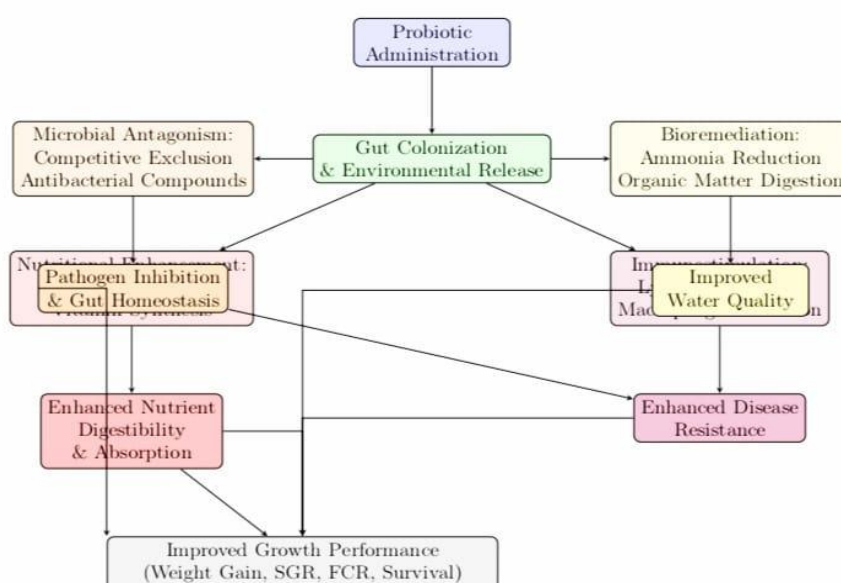 Probiotic
Administration
Microbial Antagonism:
Competitive Exclusion
Antibacterial Compounds
Gut Colonization
& Environmental Release
Bioremediation:
Ammonia Reduction
Organic Matter Digestion
Pathogen Inhibition
& Gut Homeostasis
Improved
Water Quality
Enhanced Nutrient
Digestibility
& Absorption
Enhanced Disease
Resistance
Improved Growth Performance
(Weight Gain, SGR, FCR, Survival)